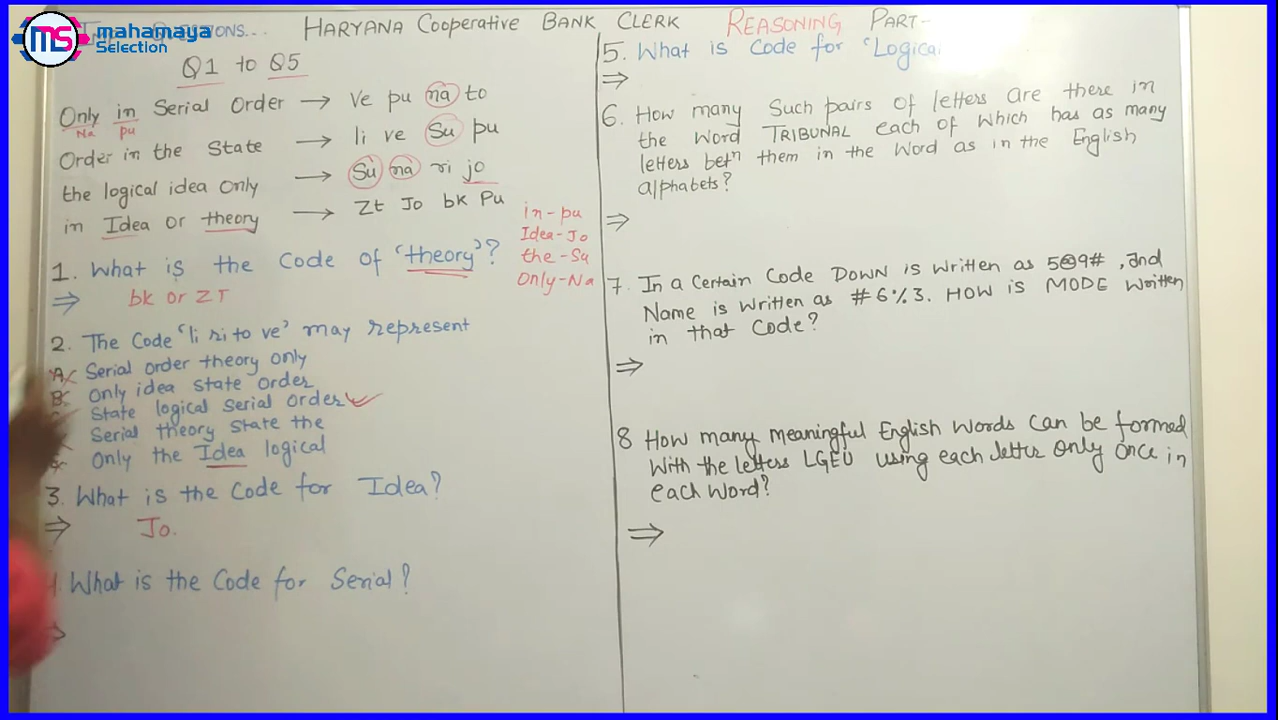 mahamaya
Selection
QUESTIONS... HARYANA Cooperative BANK CLERK REASONING PART-
Q1 to Q5
Only in Serial Order → ve pu na to
Na pu
Order in the State → li ve Su pu
the logical idea Only → Su na ri jo
in Idea or theory → Zt Jo bk Pu
in - pu
Idea - Jo
the - Su
Only - Na
1. What is the Code of 'theory'?
⇒ bk or ZT
2. The Code 'li ri to ve' may represent
A Serial order theory only
B Only idea State order
State logical Serial order ✓
Serial theory State the
Only the Idea logical
3. What is the Code for Idea?
⇒ Jo.
4. What is the Code for Serial?
⇒
5. What is Code for 'Logical
⇒
6. How many Such pairs of letters are there in
the word TRIBUNAL each of which has as many
letters betn them in the word as in the English
alphabets?
⇒
7. In a Certain Code DOWN is written as 5@9#, and
Name is written as #6%3. HOW is MODE written
in that Code?
⇒
8 How many Meaningful English words can be formed
with the letters LGEU using each letter Only Once in
each word?
⇒